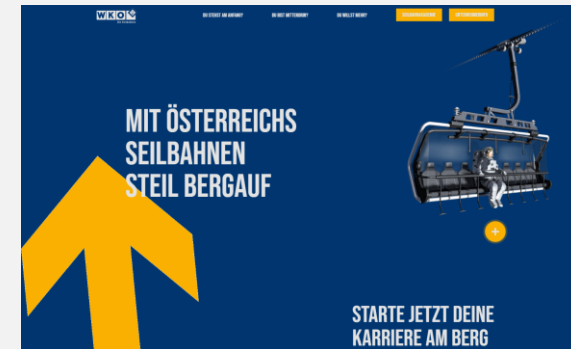 WKO
DU STEHST AM ANFANG?
DU BIST MITTENDRIN?
DU WILLST MEHR?
MIT ÖSTERREICHS
SEILBAHNEN
STEIL BERGAUF
+
STARTE JETZT DEINE
KARRIERE AM BERG